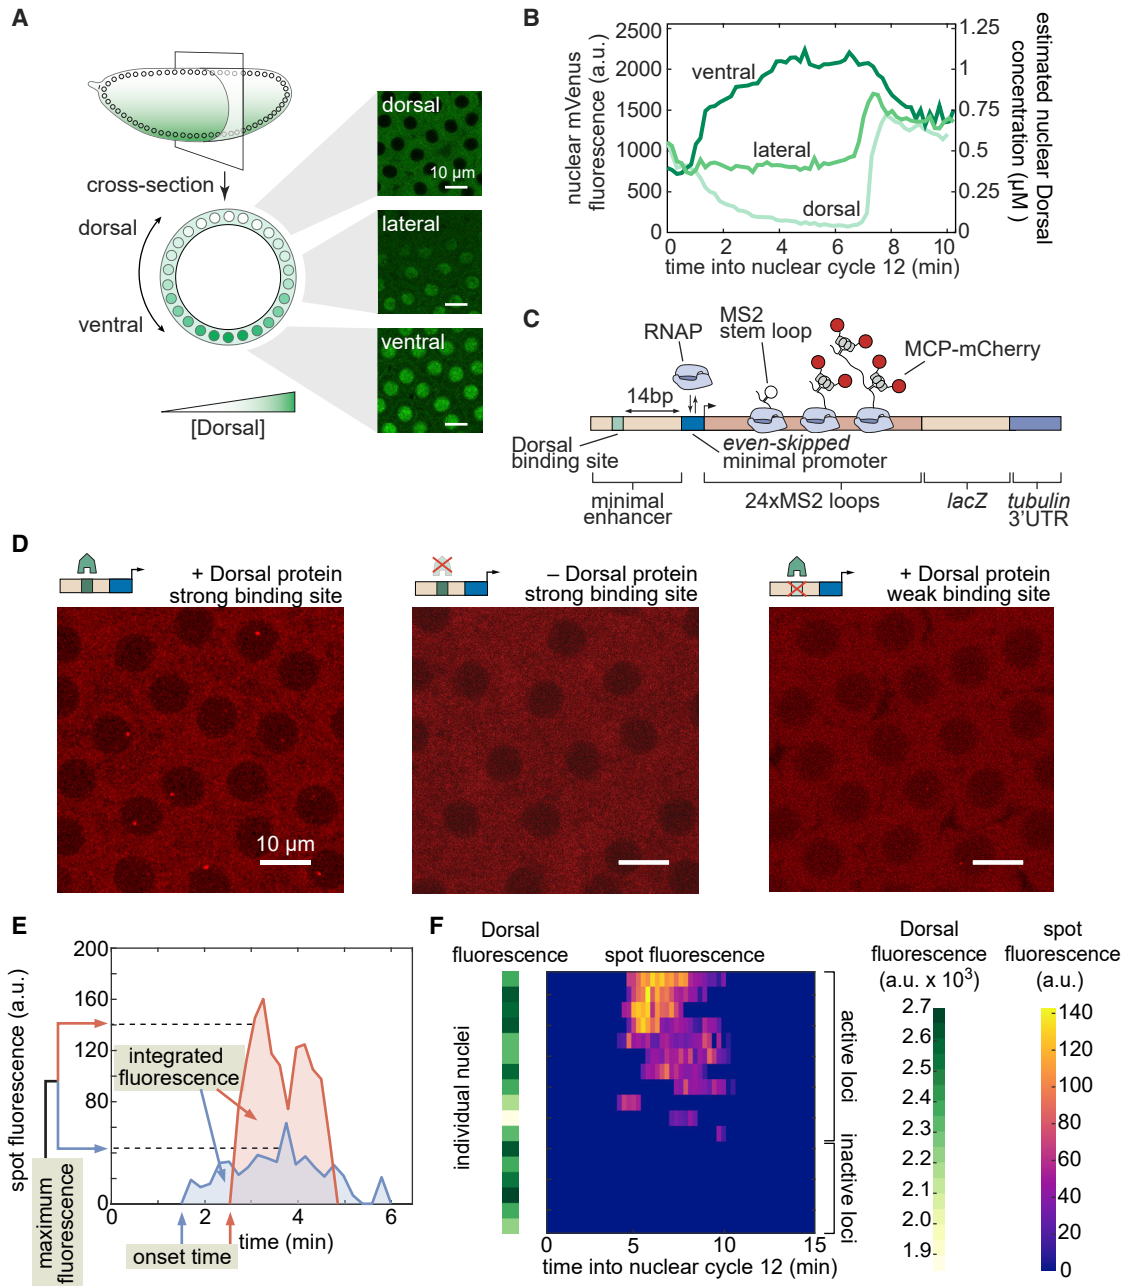 A
cross-section
dorsal
ventral
[Dorsal]
dorsal
10 µm
lateral
ventral
B
nuclear mVenus
fluorescence (a.u.)
2500
2000
1500
1000
500
0
ventral
lateral
dorsal
1.25
1
0.75
0.5
0.25
0
estimated nuclear Dorsal
concentration (µM )
0
2
4
6
8
10
time into nuclear cycle 12 (min)
C
RNAP
MS2
stem loop
MCP-mCherry
14bp
Dorsal
binding site
even-skipped
minimal promoter
minimal
enhancer
24xMS2 loops
lacZ
tubulin
3'UTR
D
+ Dorsal protein
strong binding site
– Dorsal protein
strong binding site
+ Dorsal protein
weak binding site
10 µm
E
spot fluorescence (a.u.)
200
160
120
80
40
0
integrated
fluorescence
maximum
fluorescence
0
2
4
6
onset time
time (min)
F
Dorsal
fluorescence
spot fluorescence
individual nuclei
active loci
inactive loci
0
5
10
15
time into nuclear cycle 12 (min)
Dorsal
fluorescence
(a.u. x 10³)
2.7
2.6
2.5
2.4
2.3
2.2
2.1
2.0
1.9
spot
fluorescence
(a.u.)
140
120
100
80
60
40
20
0